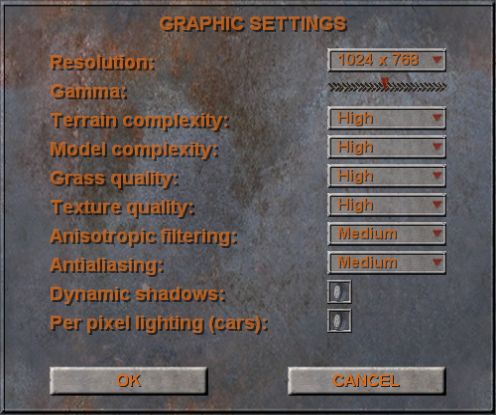 GRAPHIC SETTINGS
Resolution: 1024 x 768
Gamma:
Terrain complexity: High
Model complexity: High
Grass quality: High
Texture quality: High
Anisotropic filtering: Medium
Antialiasing: Medium
Dynamic shadows:
Per pixel lighting (cars):
OK CANCEL